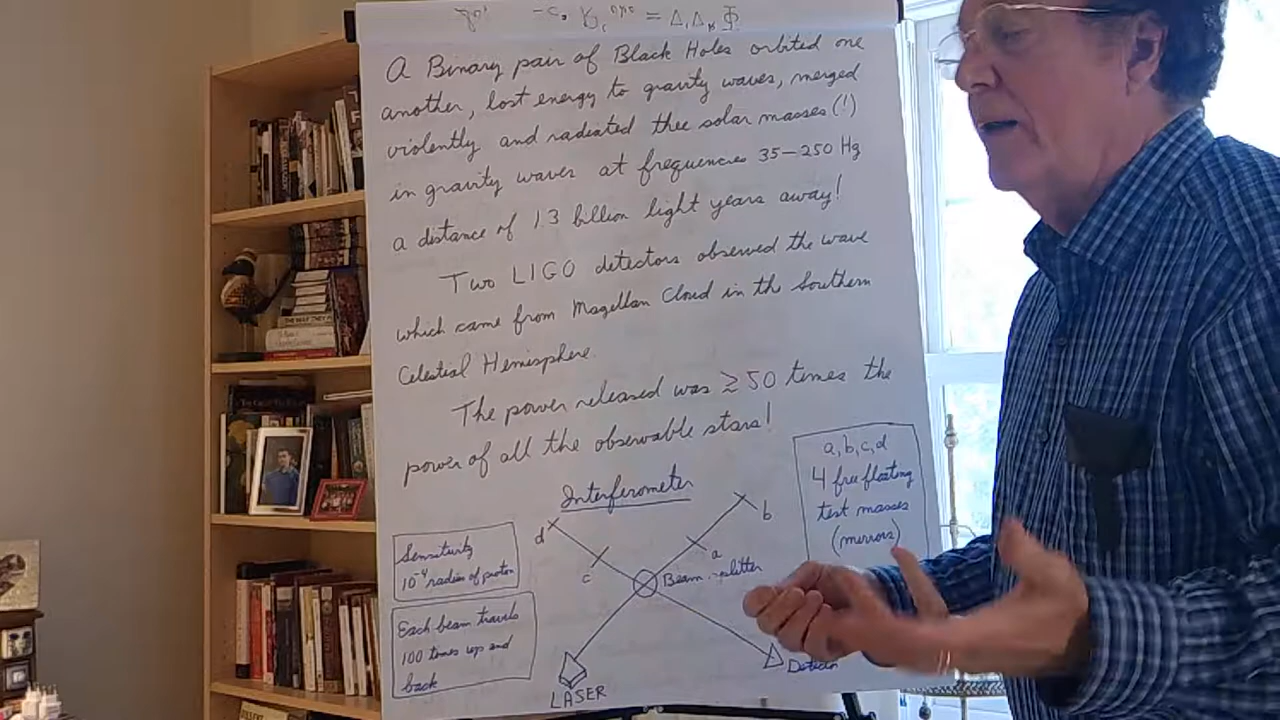 A Binary pair of Black Holes orbited one
another, lost energy to gravity waves, merged
violently and radiated thee solar masses (!)
in gravity waves at frequencies 35-250 Hz
a distance of 1.3 billion light years away!
Two LIGO detectors observed the wave
which came from Magellan Cloud in the Southern
Celestial Hemisphere.
The power released was ≳ 50 times the
power of all the observable stars!
Interferometer
d
b
c
a
Beam splitter
LASER
Sensitivity
10⁻⁴ radius of proton
Each beam travels
100 times up and
back
a, b, c, d
4 free floating
test masses
(mirrors)